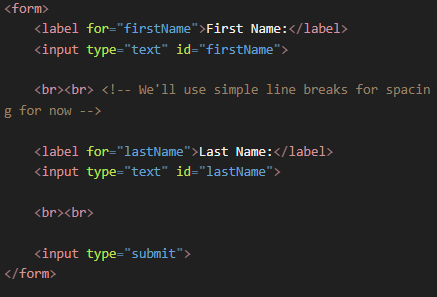 <form>
    <label for="firstName">First Name:</label>
    <input type="text" id="firstName">
    <br><br> <!-- We'll use simple line breaks for spacin
g for now -->
    <label for="lastName">Last Name:</label>
    <input type="text" id="lastName">
    <br><br>
    <input type="submit">
</form>